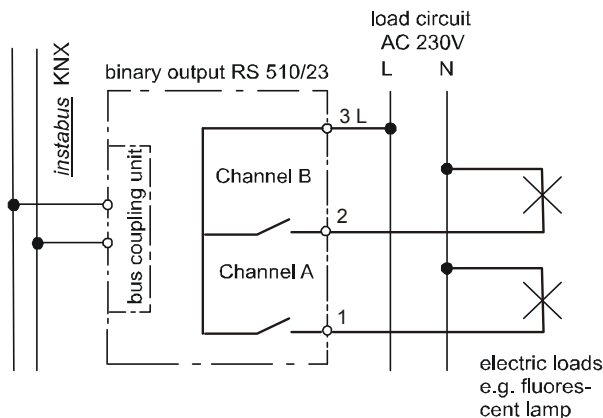 load circuit
AC 230V
L N
binary output RS 510/23
instabus KNX
3 L
bus coupling unit
Channel B
2
Channel A
1
electric loads
e.g. fluores-
cent lamp